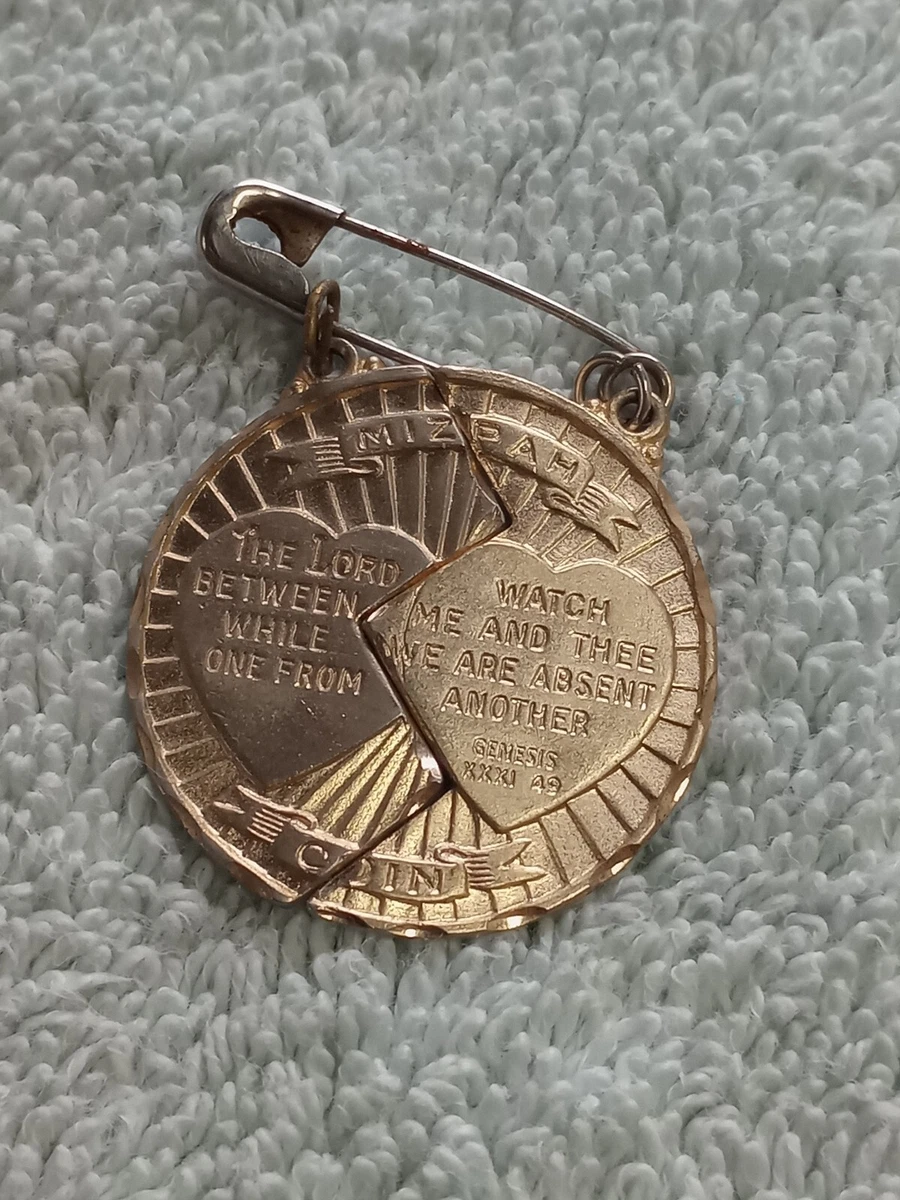 MIZPAH
THE LORD WATCH
BETWEEN ME AND THEE
WHILE WE ARE ABSENT
ONE FROM ANOTHER
GENESIS
XXXI 49
COIN